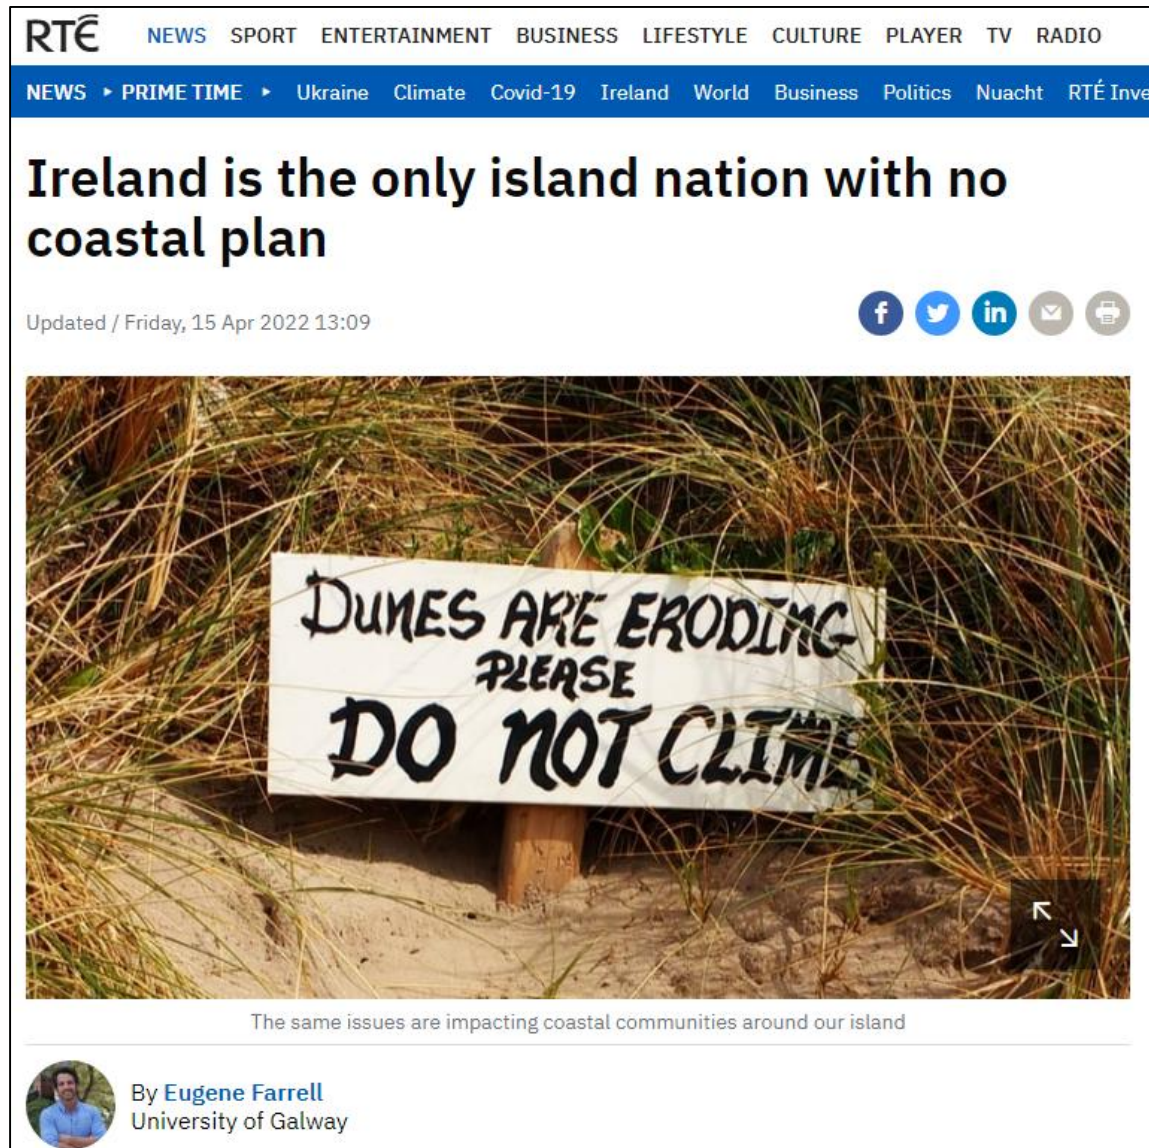 RTÉ NEWS SPORT ENTERTAINMENT BUSINESS LIFESTYLE CULTURE PLAYER TV RADIO
NEWS ▸ PRIME TIME ▸ Ukraine Climate Covid-19 Ireland World Business Politics Nuacht RTÉ Inve
Ireland is the only island nation with no
coastal plan
Updated / Friday, 15 Apr 2022 13:09
DUNES ARE ERODING
PLEASE
DO NOT CLIMB
The same issues are impacting coastal communities around our island
By Eugene Farrell
University of Galway